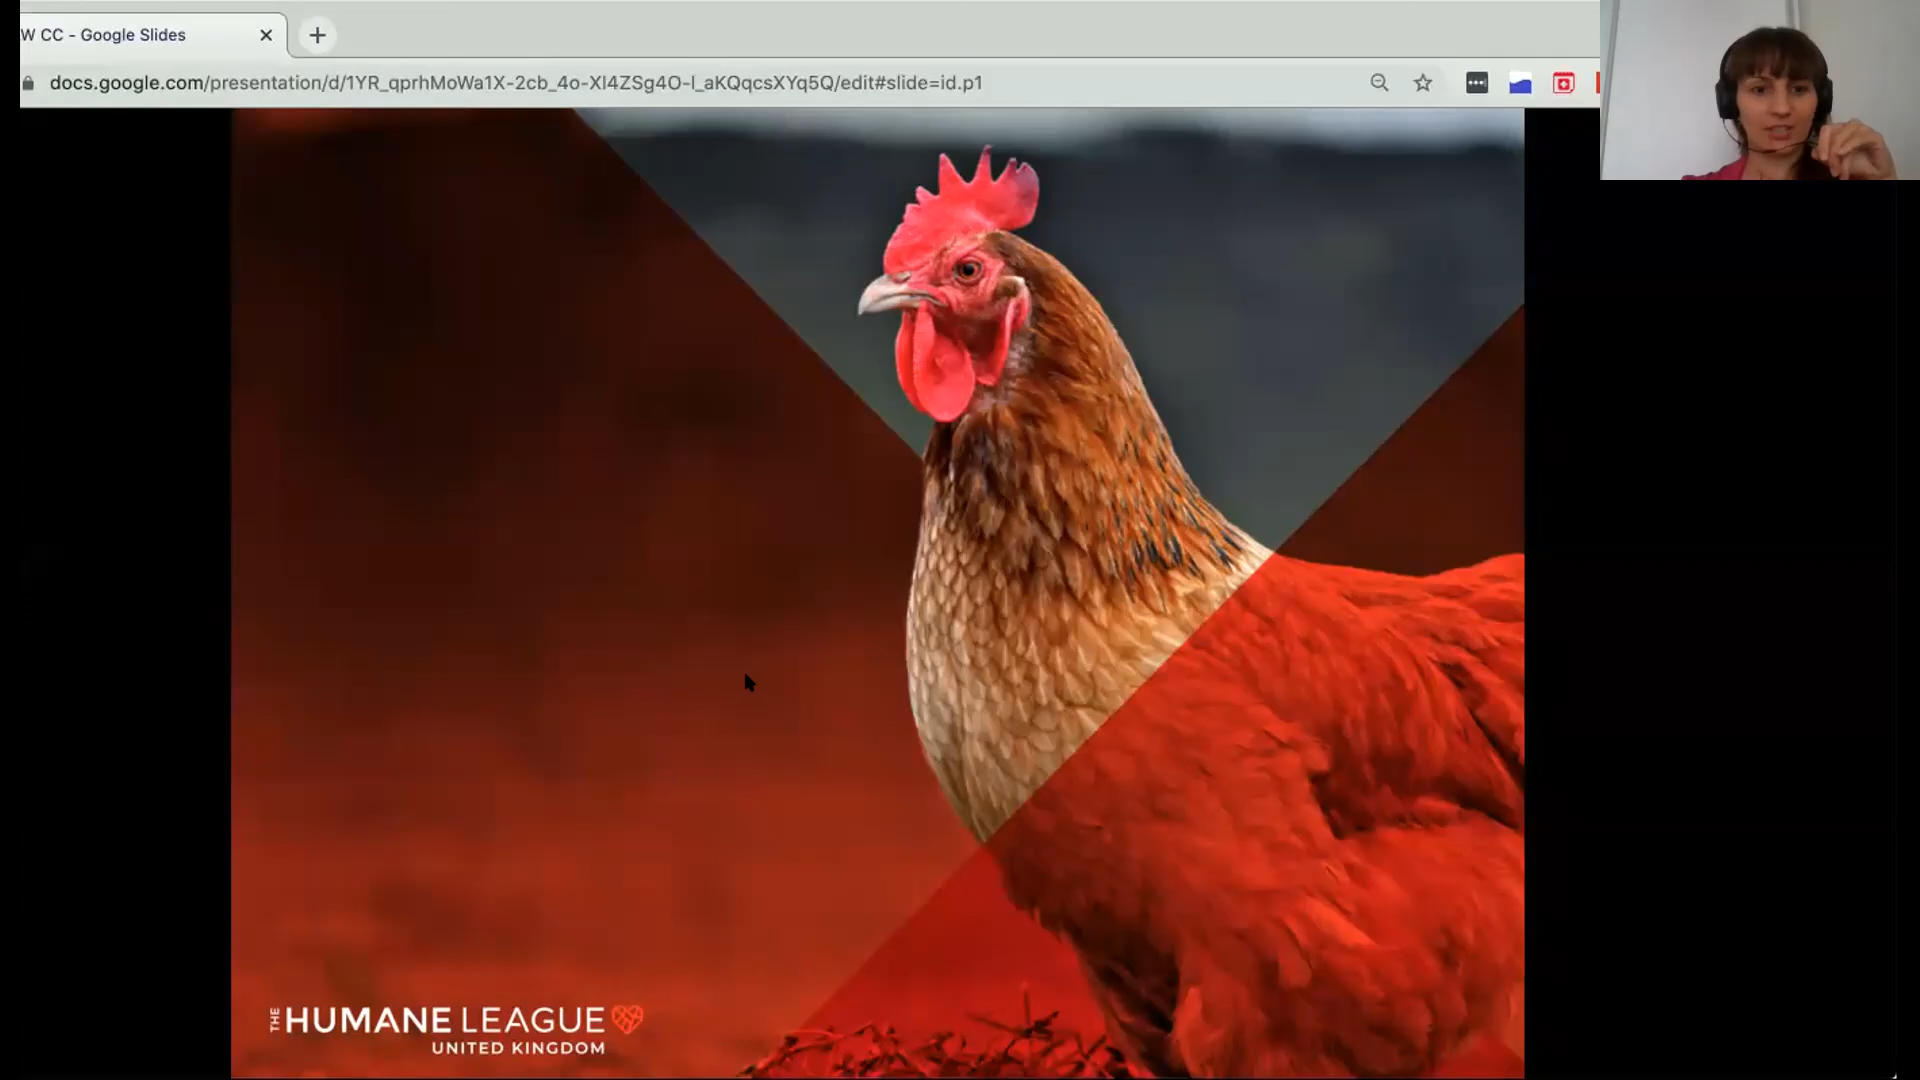 W CC - Google Slides
docs.google.com/presentation/d/1YR_qprhMoWa1X-2cb_4o-XI4ZSg4O-l_aKQqcsXYq5Q/edit#slide=id.p1
THE HUMANE LEAGUE
UNITED KINGDOM